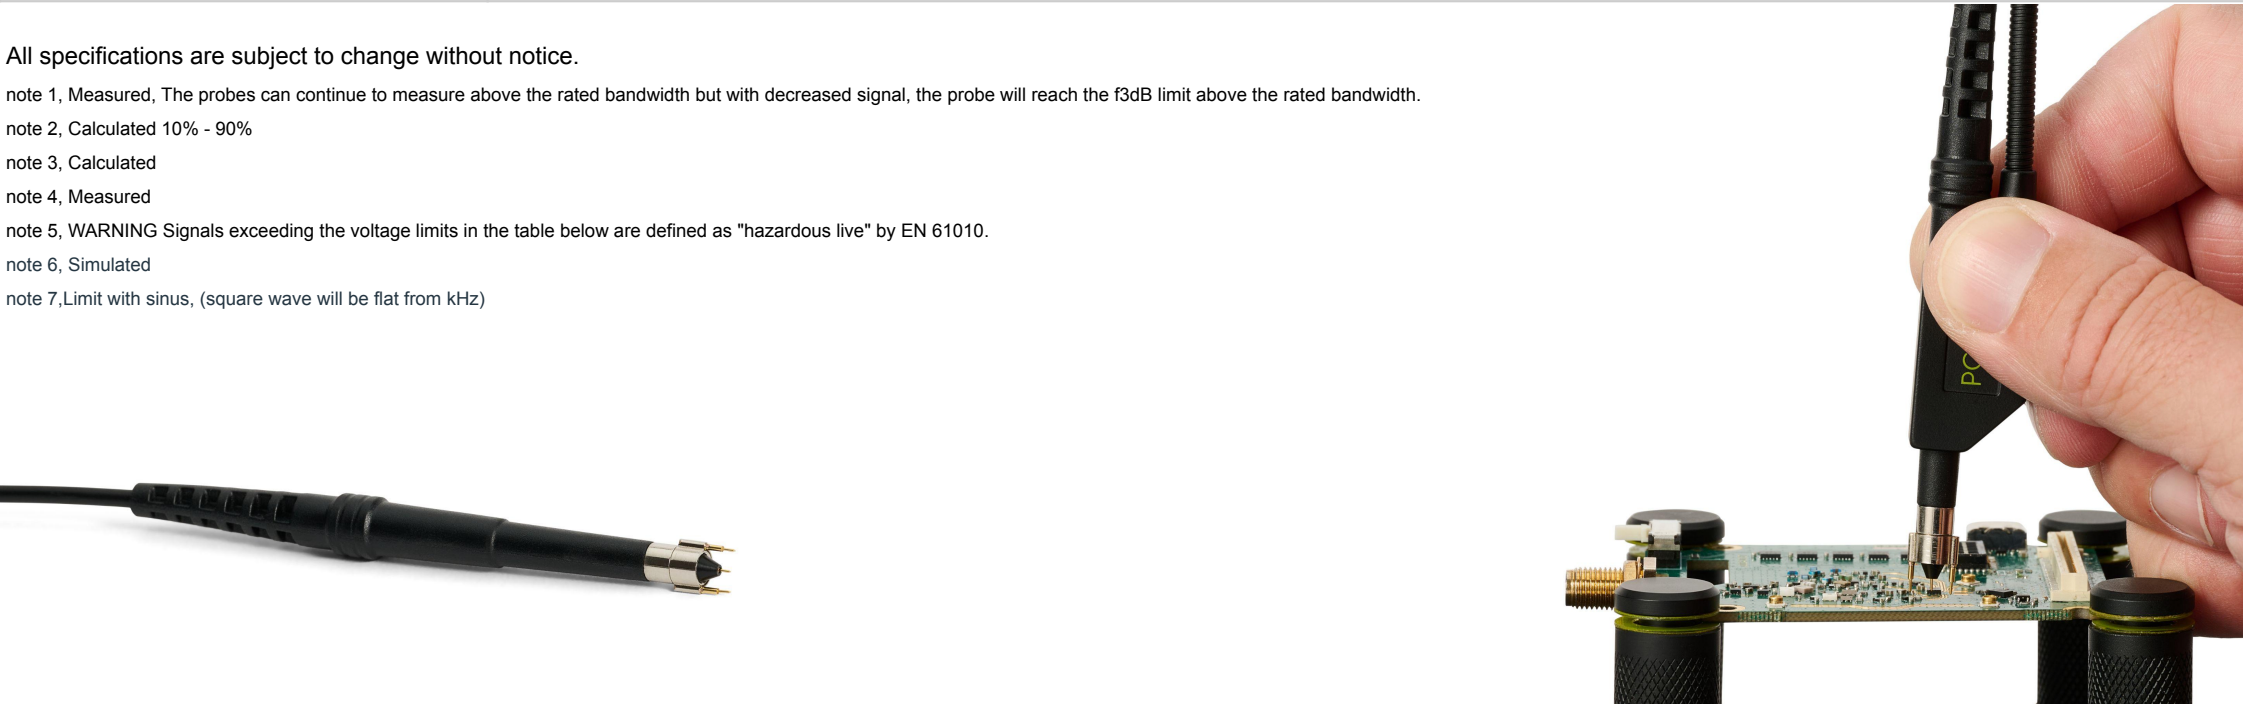 All specifications are subject to change without notice.
note 1, Measured, The probes can continue to measure above the rated bandwidth but with decreased signal, the probe will reach the f3dB limit above the rated bandwidth.
note 2, Calculated 10% - 90%
note 3, Calculated
note 4, Measured
note 5, WARNING Signals exceeding the voltage limits in the table below are defined as "hazardous live" by EN 61010.
note 6, Simulated
note 7,Limit with sinus, (square wave will be flat from kHz)